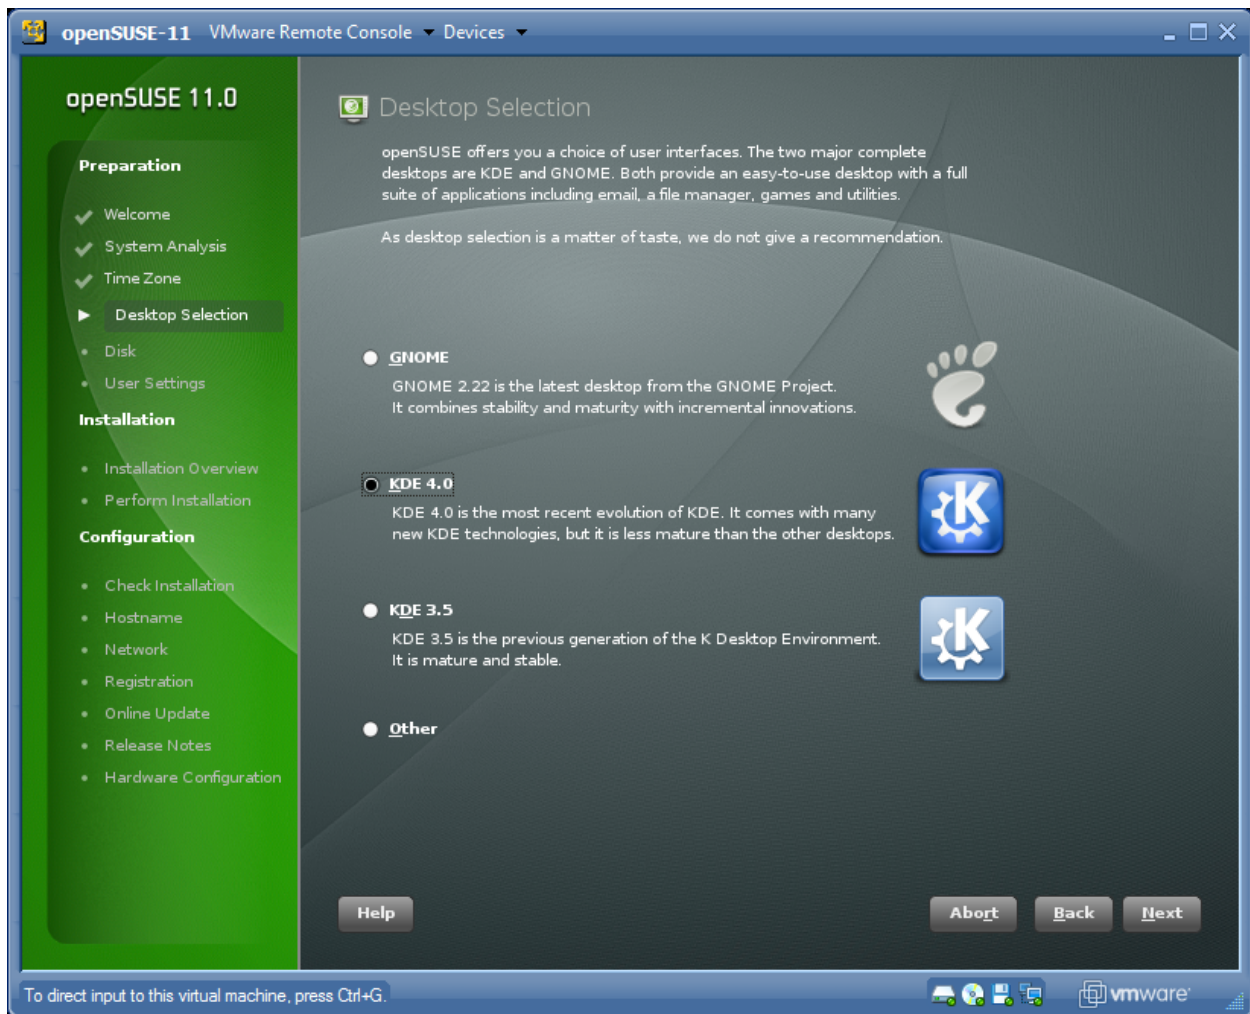 openSUSE-11 VMware Remote Console Devices
openSUSE 11.0
Preparation
Welcome
System Analysis
Time Zone
Desktop Selection
Disk
User Settings
Installation
Installation Overview
Perform Installation
Configuration
Check Installation
Hostname
Network
Registration
Online Update
Release Notes
Hardware Configuration
Desktop Selection
openSUSE offers you a choice of user interfaces. The two major complete
desktops are KDE and GNOME. Both provide an easy-to-use desktop with a full
suite of applications including email, a file manager, games and utilities.
As desktop selection is a matter of taste, we do not give a recommendation.
GNOME
GNOME 2.22 is the latest desktop from the GNOME Project.
It combines stability and maturity with incremental innovations.
KDE 4.0
KDE 4.0 is the most recent evolution of KDE. It comes with many
new KDE technologies, but it is less mature than the other desktops.
KDE 3.5
KDE 3.5 is the previous generation of the K Desktop Environment.
It is mature and stable.
Other
Help Abort Back Next
To direct input to this virtual machine, press Ctrl+G.
vmware